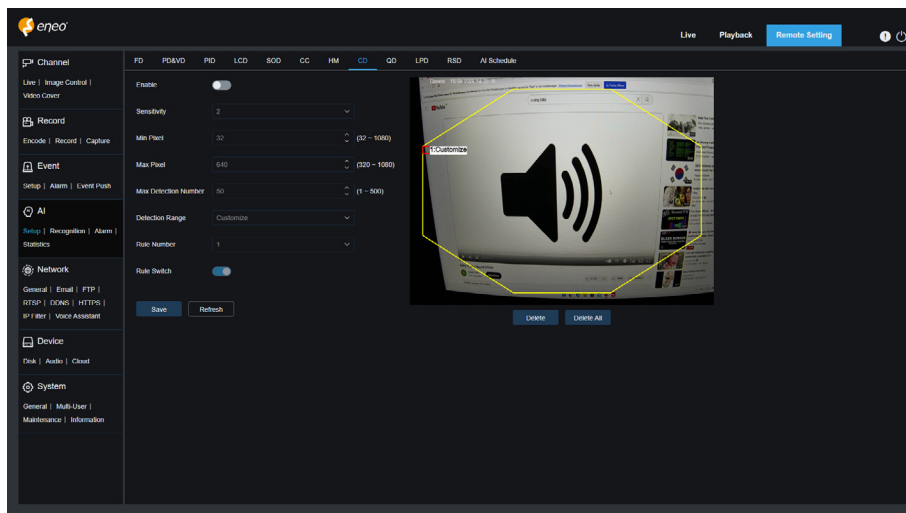 eneo
Live Playback Remote Setting
Channel
Live | Image Control |
Video Cover
Record
Encode | Record | Capture
Event
Setup | Alarm | Event Push
AI
Setup | Recognition | Alarm |
Statistics
Network
General | Email | FTP |
RTSP | DDNS | HTTPS |
IP Filter | Voice Assistant
Device
Disk | Audio | Cloud
System
General | Multi-User |
Maintenance | Information
FD PD&VD PID LCD SOD CC HM CD QD LPD RSD AI Schedule
Enable
Sensitivity 2
Min Pixel 32 (32 ~ 1080)
Max Pixel 640 (320 ~ 1080)
Max Detection Number 50 (1 ~ 500)
Detection Range Customize
Rule Number 1
Rule Switch
Save Refresh
1:Customize
Delete Delete All